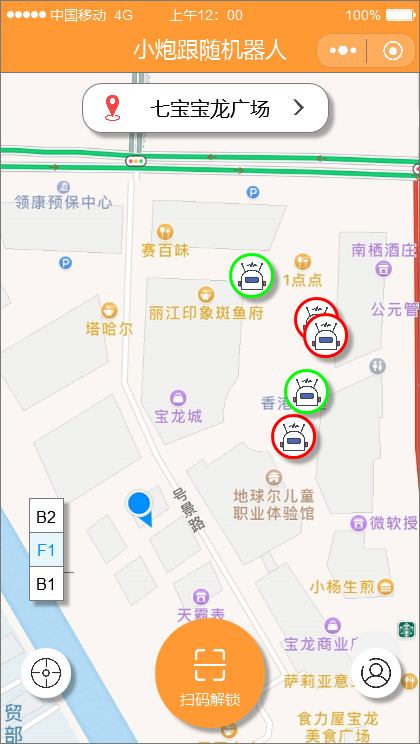 中国移动 4G 上午12：00 100%
小炮跟随机器人
七宝宝龙广场
领康预保中心
P
赛百味
南栖酒庄
P
1点点
丽江印象斑鱼府
公元管
塔哈尔
香港
宝龙城
地球尔儿童
职业体验馆
号景路
B2
F1
B1
微软授
小杨生煎
天霸表
宝龙商业广
扫码解锁
萨莉亚意
贸部
食力屋宝龙
美食广场